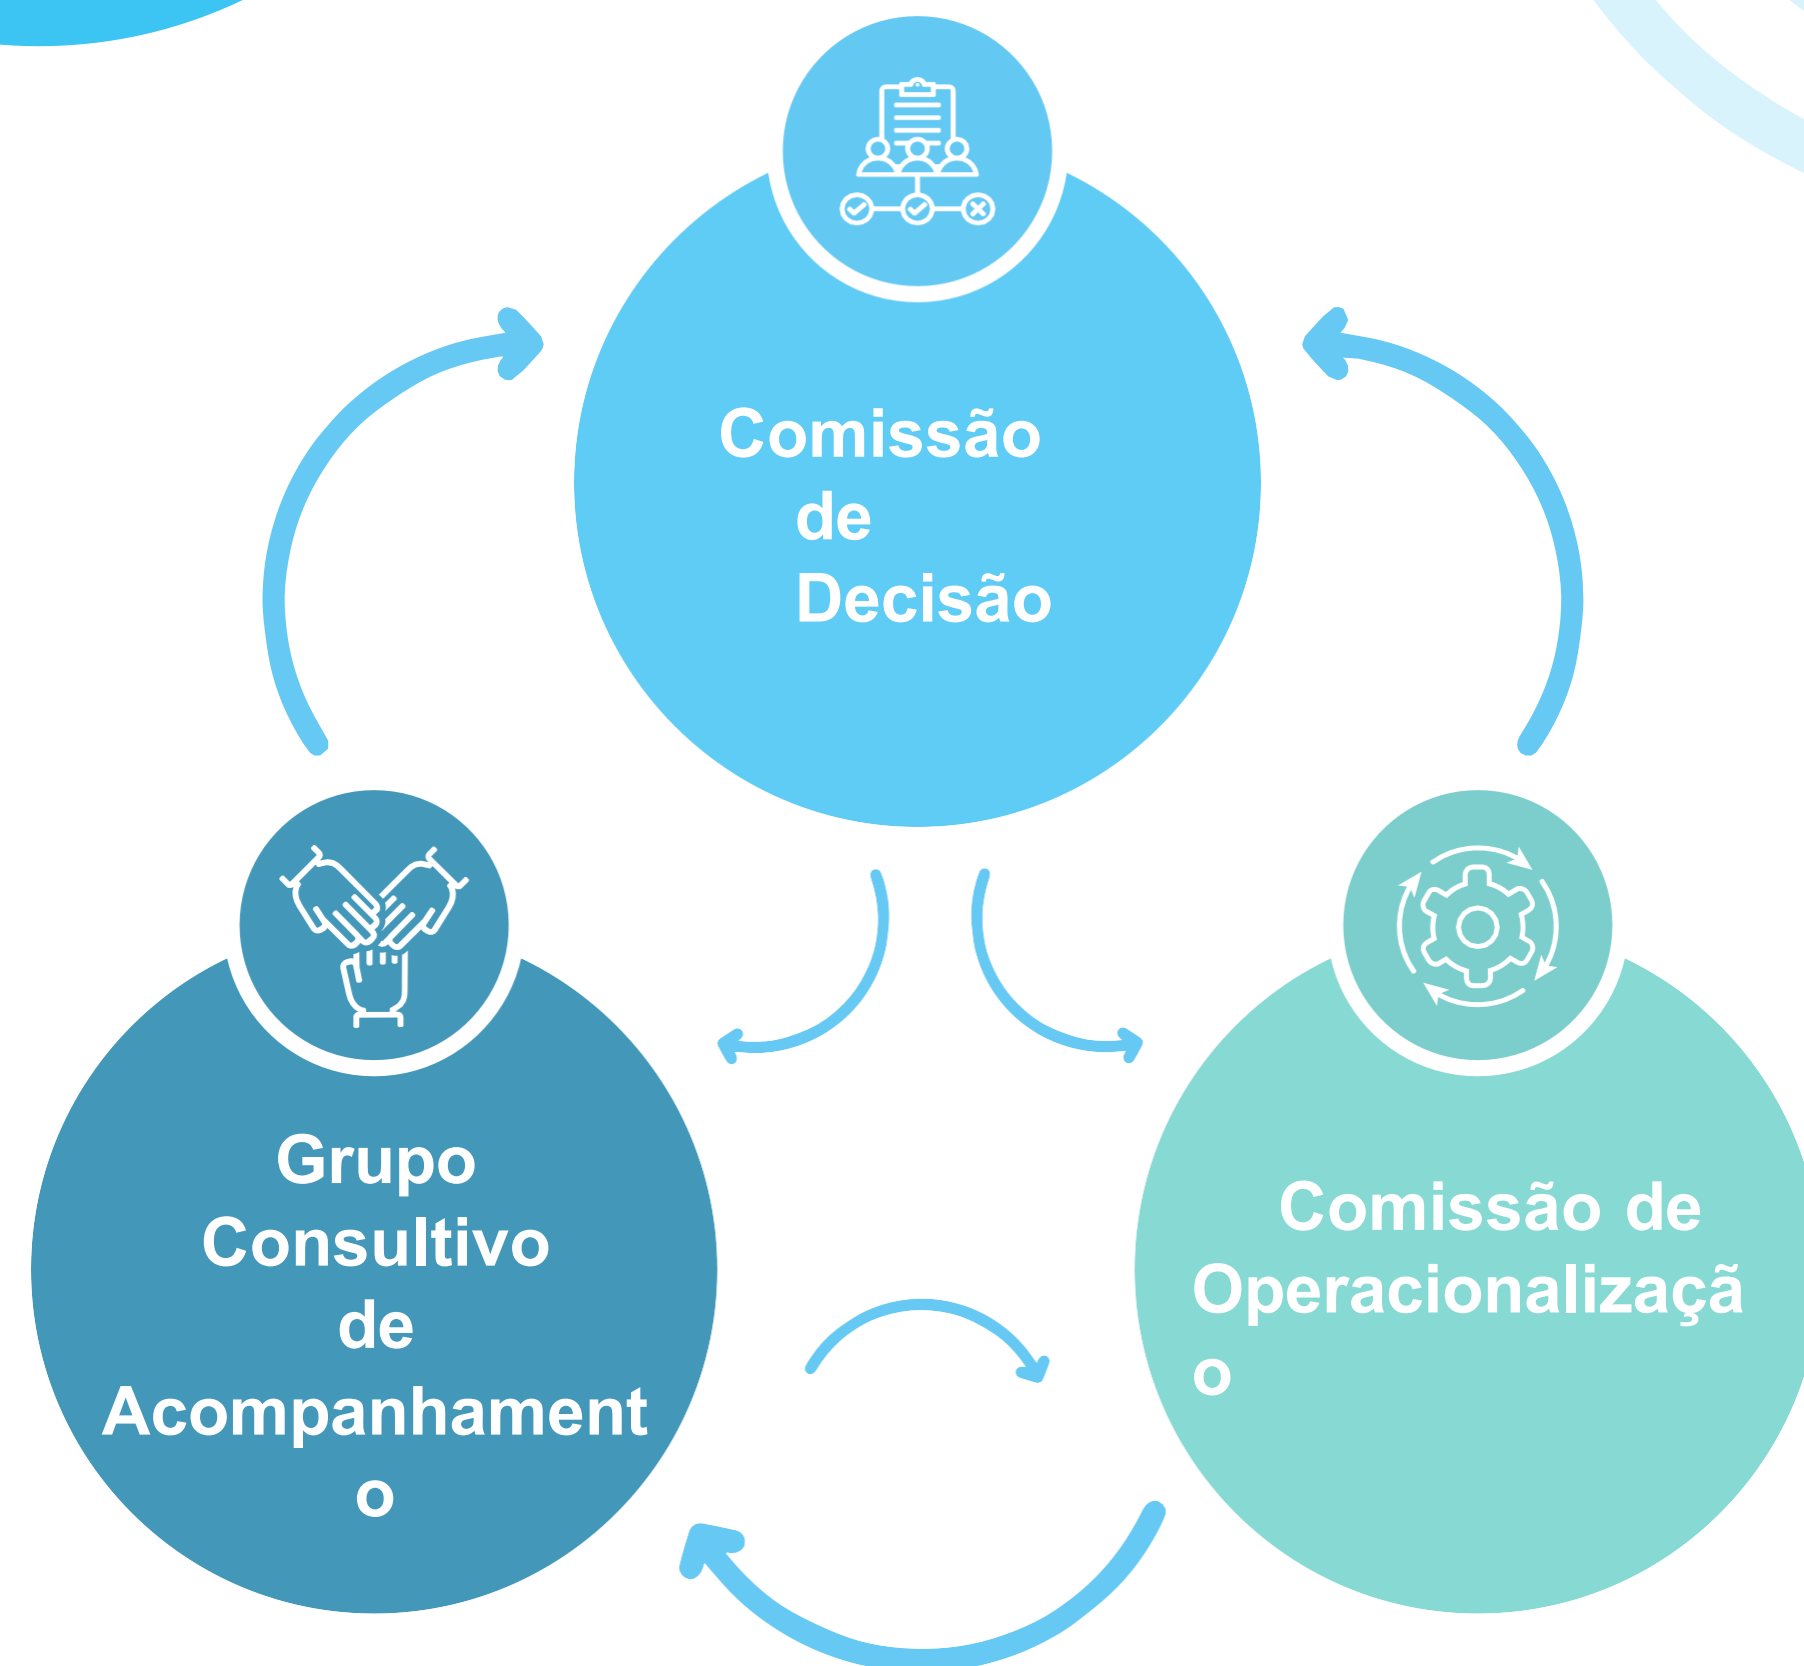 Comissão
de
Decisão
Grupo
Consultivo
de
Acompanhament
o
Comissão de
Operacionalizaçã
o